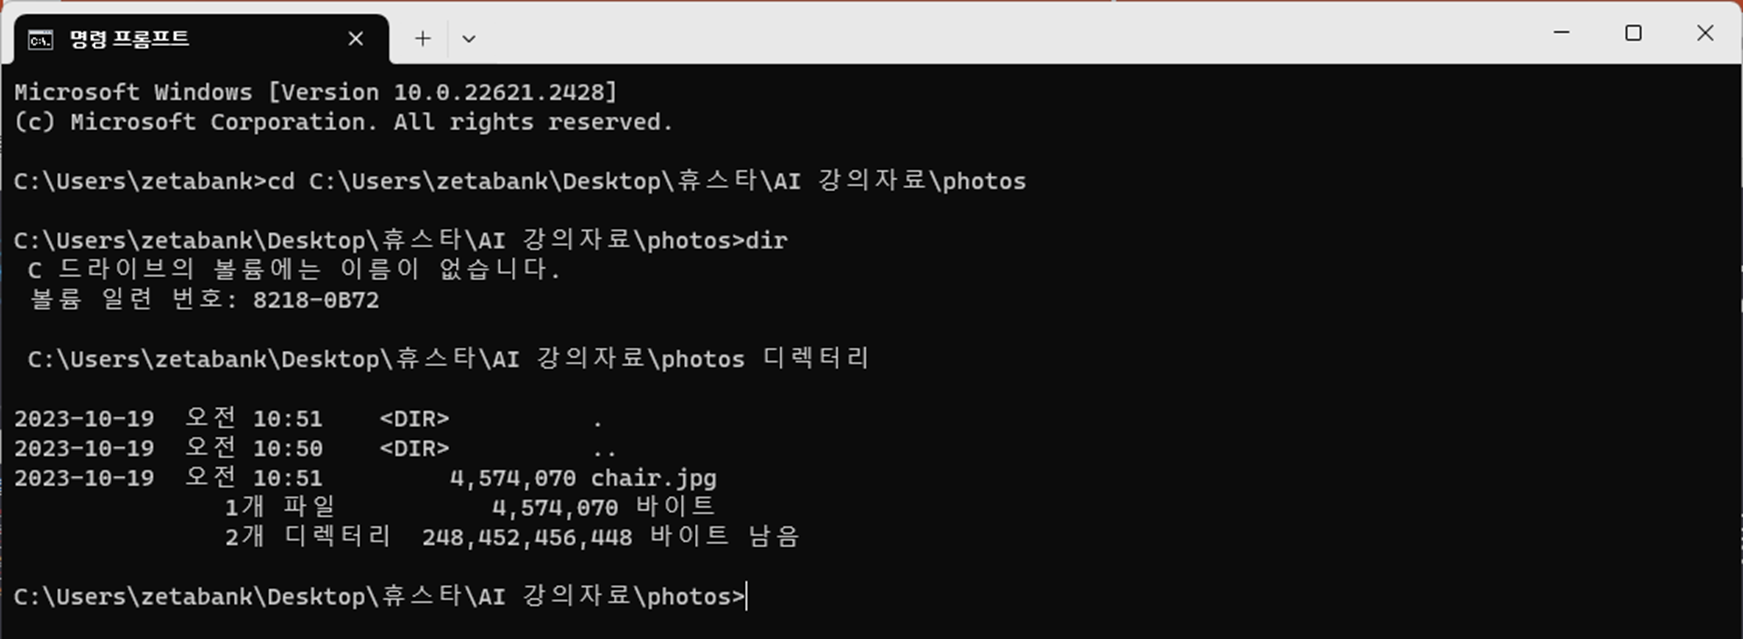 명령 프롬프트
Microsoft Windows [Version 10.0.22621.2428]
(c) Microsoft Corporation. All rights reserved.
C:\Users\zetabank>cd C:\Users\zetabank\Desktop\휴스타\AI 강의자료\photos
C:\Users\zetabank\Desktop\휴스타\AI 강의자료\photos>dir
C 드라이브의 볼륨에는 이름이 없습니다.
볼륨 일련 번호: 8218-0B72
C:\Users\zetabank\Desktop\휴스타\AI 강의자료\photos 디렉터리
2023-10-19  오전 10:51    <DIR>          .
2023-10-19  오전 10:50    <DIR>          ..
2023-10-19  오전 10:51         4,574,070 chair.jpg
1개 파일           4,574,070 바이트
2개 디렉터리  248,452,456,448 바이트 남음
C:\Users\zetabank\Desktop\휴스타\AI 강의자료\photos>